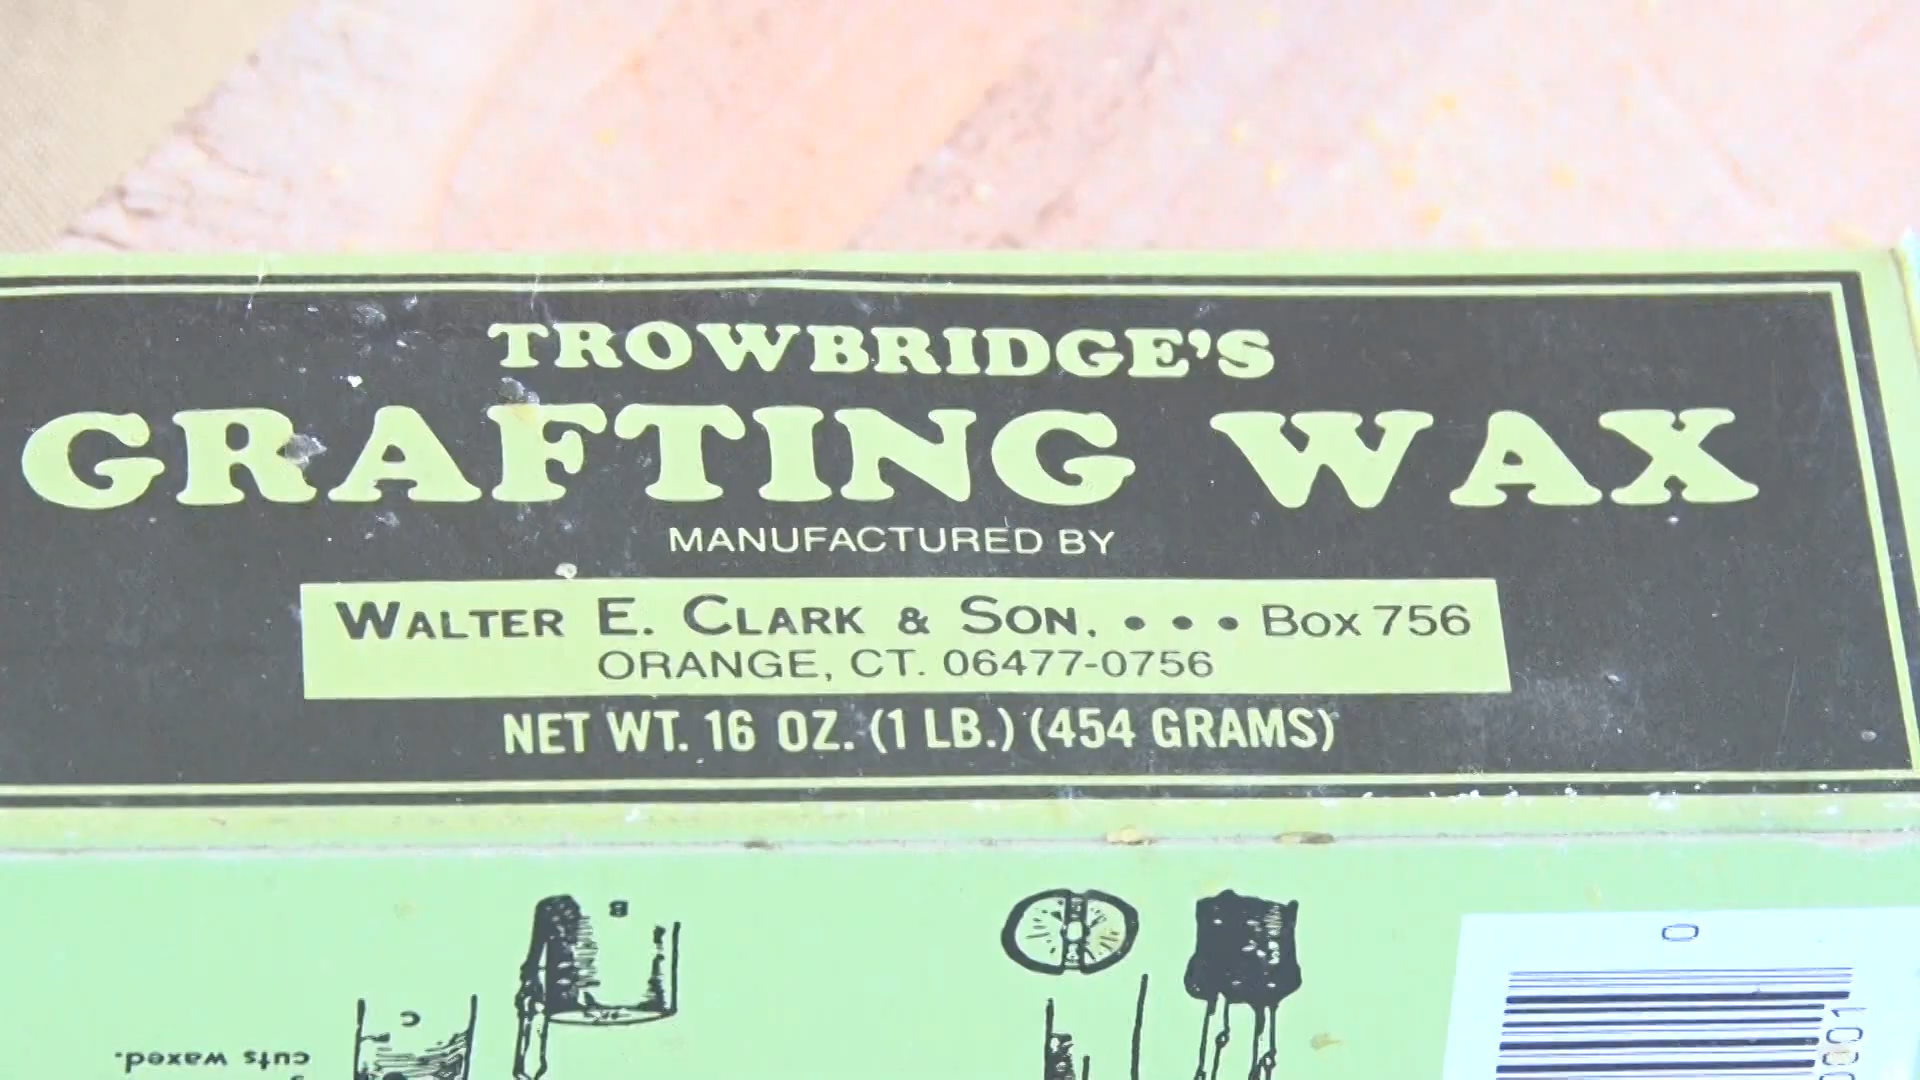 TROWBRIDGE'S
GRAFTING WAX
MANUFACTURED BY
WALTER E. CLARK & SON. • • • Box 756
ORANGE, CT. 06477-0756
NET WT. 16 OZ. (1 LB.) (454 GRAMS)
B
C
cuts waxed.
0